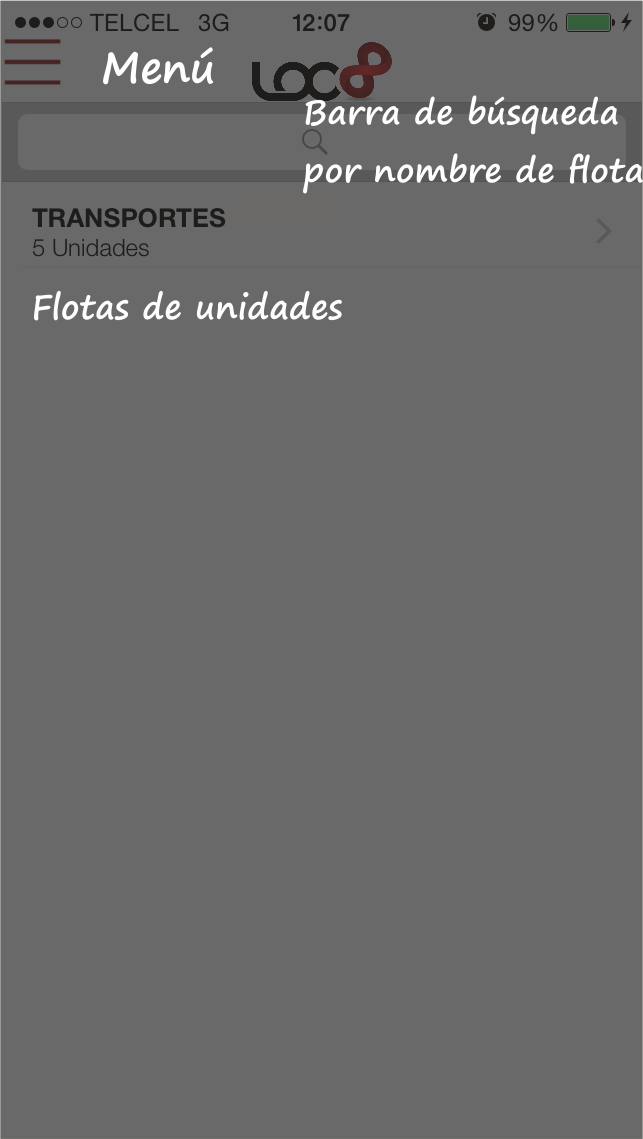 TELCEL 3G 12:07 99%
Menú
LOC8
Barra de búsqueda
por nombre de flota
TRANSPORTES
5 Unidades
Flotas de unidades